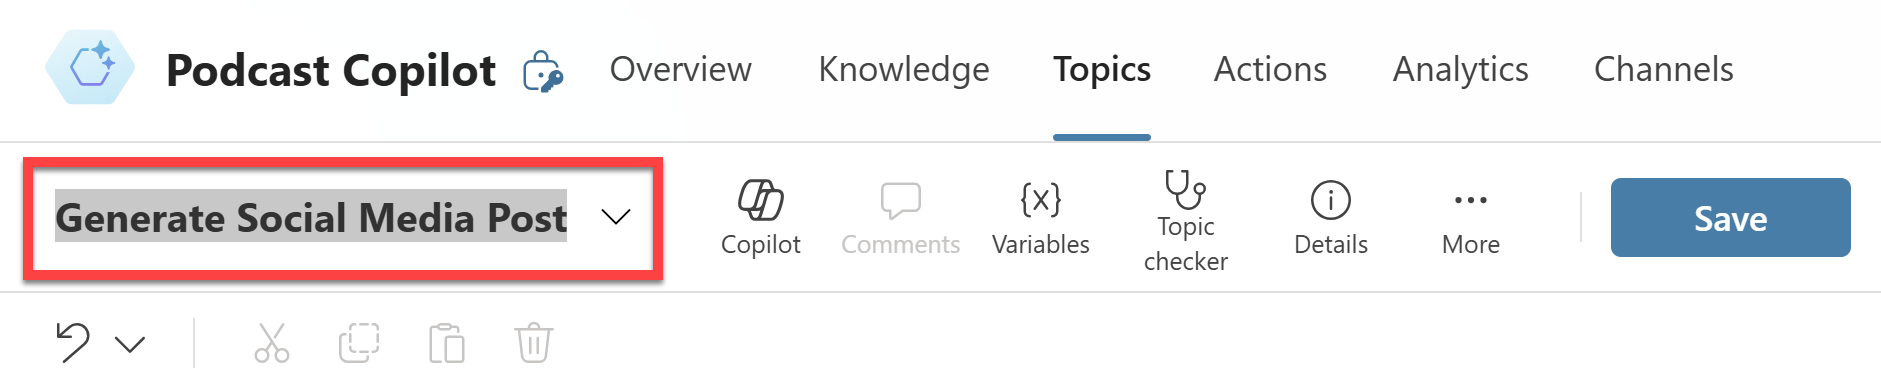 Podcast Copilot Overview Knowledge Topics Actions Analytics Channels
Generate Social Media Post
Copilot Comments {x} Variables Topic checker Details More Save